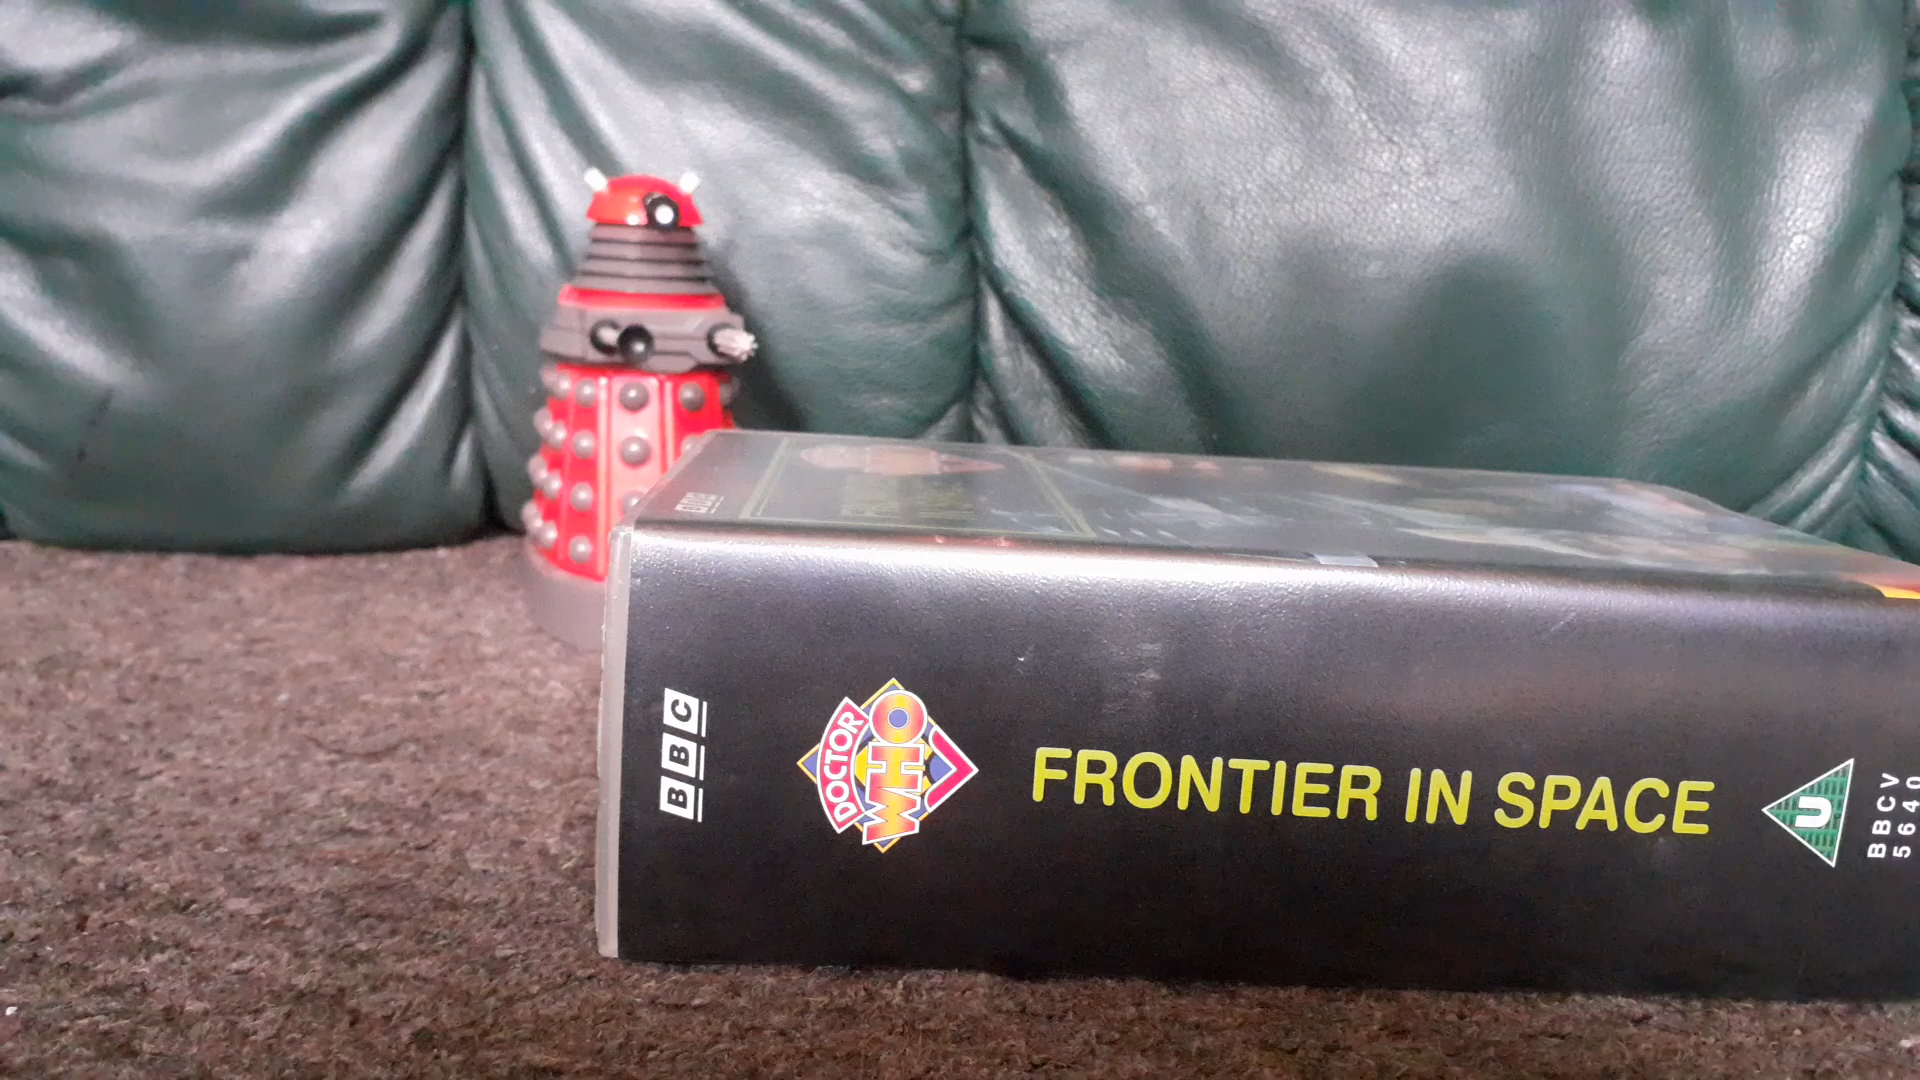 BBC
DOCTOR
WHO
FRONTIER IN SPACE
U
BBCV
5640